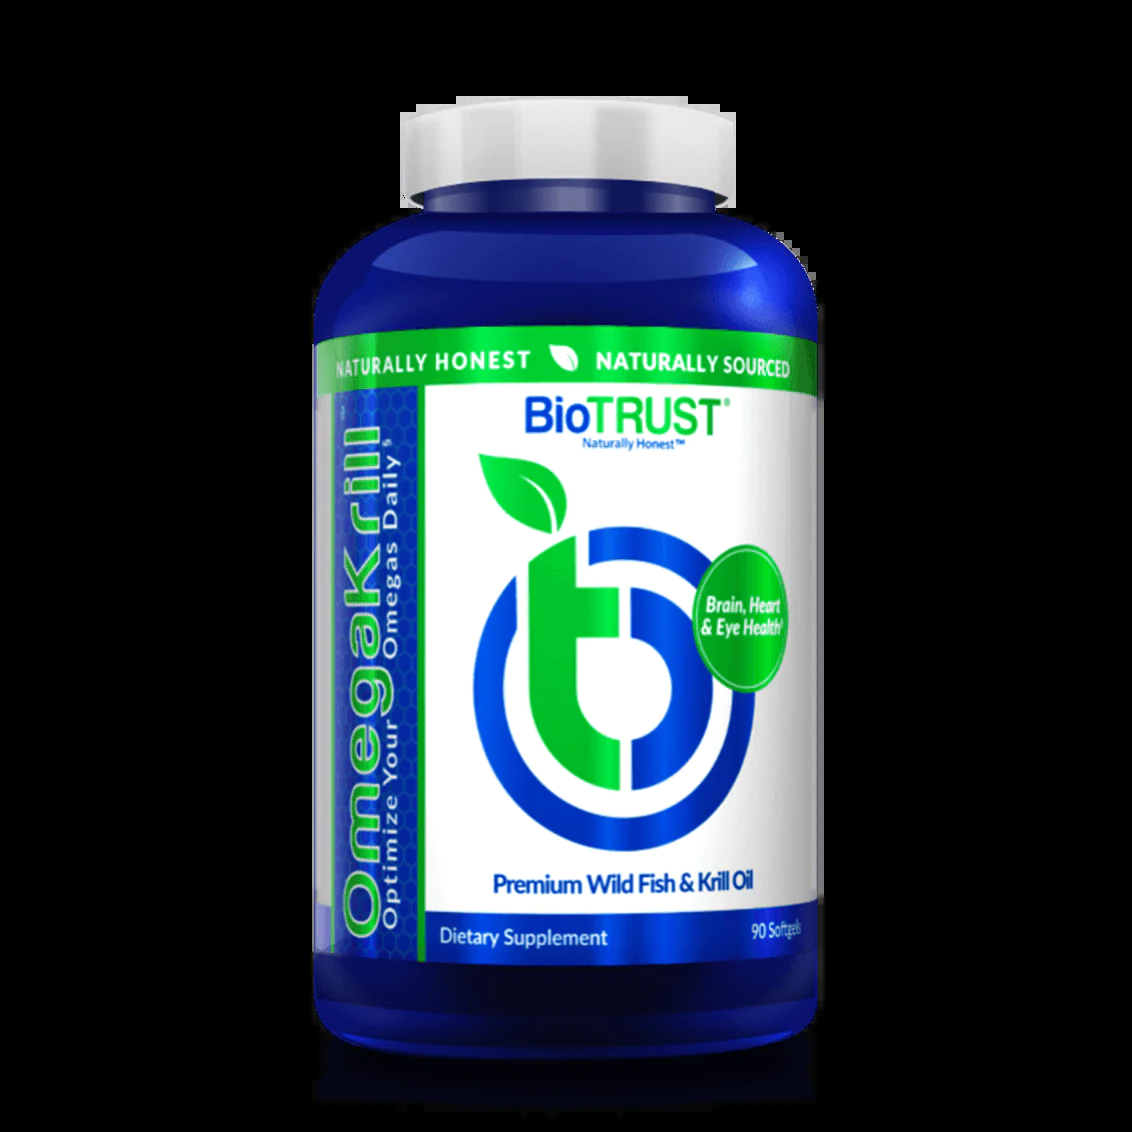 NATURALLY HONEST NATURALLY SOURCED
OmegaKrill™
Optimize Your Omegas Daily§
BioTRUST®
Naturally Honest™
Brain, Heart
& Eye Health◊
Premium Wild Fish & Krill Oil
Dietary Supplement
90 Softgels